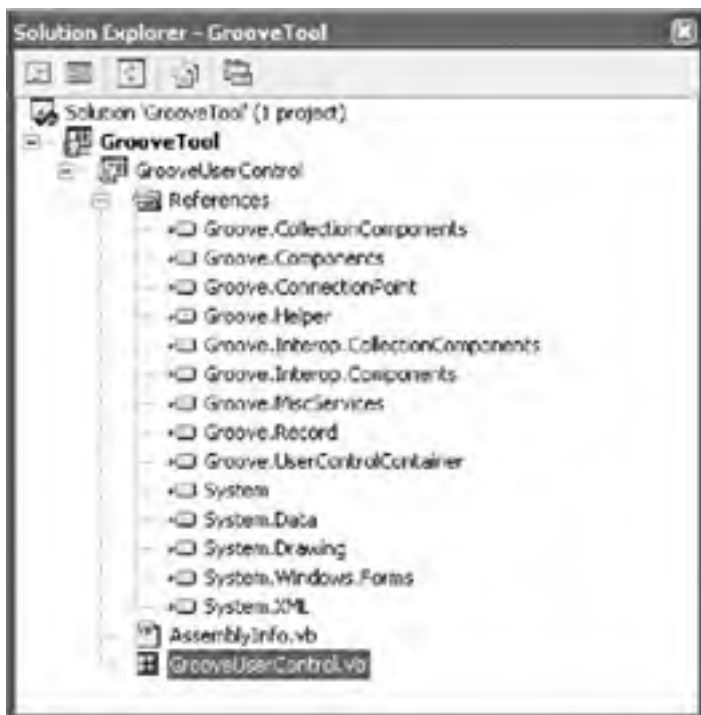 Solution Explorer - GrooveTool
Solution 'GrooveTool' (1 project)
GrooveTool
GrooveUserControl
References
Groove.CollectionComponents
Groove.Components
Groove.ConnectionPoint
Groove.Helper
Groove.Interop.CollectionComponents
Groove.Interop.Components
Groove.MiscServices
Groove.Record
Groove.UserControlContainer
System
System.Data
System.Drawing
System.Windows.Forms
System.XML
AssemblyInfo.vb
GrooveUserControl.vb